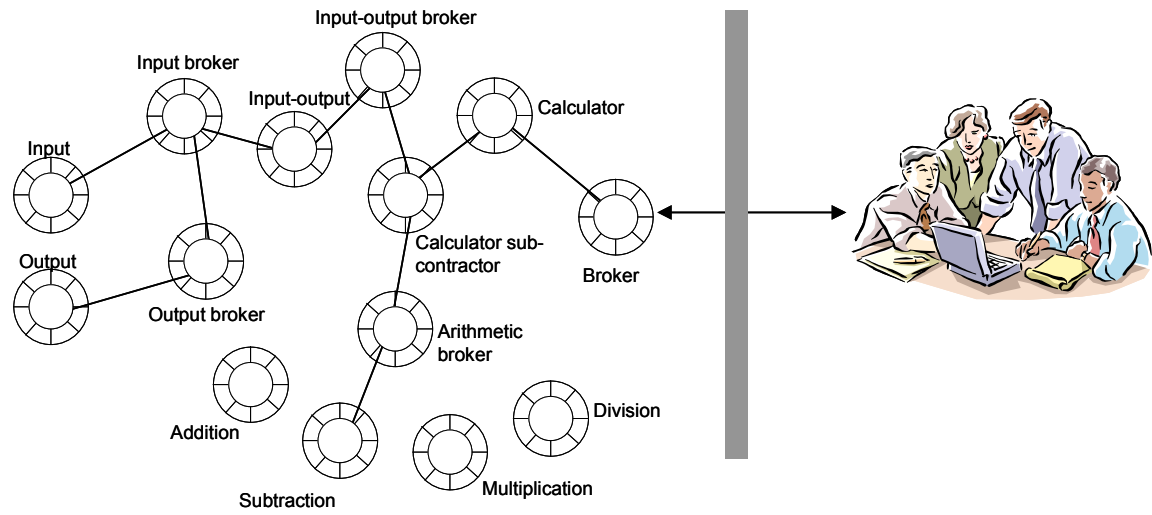 Input-output broker
Input broker
Input-output
Calculator
Input
Calculator sub-
contractor
Output
Broker
Output broker
Arithmetic
broker
Addition
Division
Subtraction
Multiplication